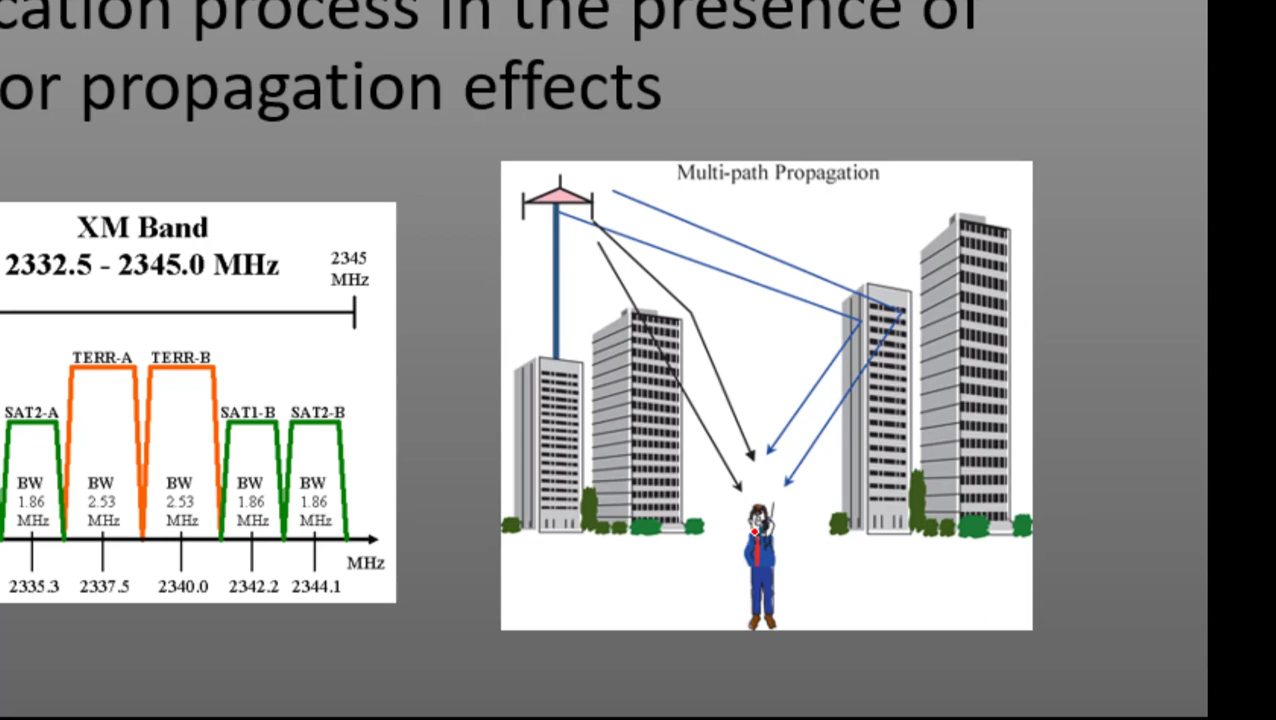 cation process in the presence of
or propagation effects
XM Band
2332.5 - 2345.0 MHz
2345
MHz
TERR-A TERR-B
SAT2-A SAT1-B SAT2-B
BW BW BW BW BW
1.86 2.53 2.53 1.86 1.86
MHz MHz MHz MHz MHz
MHz
2335.3 2337.5 2340.0 2342.2 2344.1
Multi-path Propagation